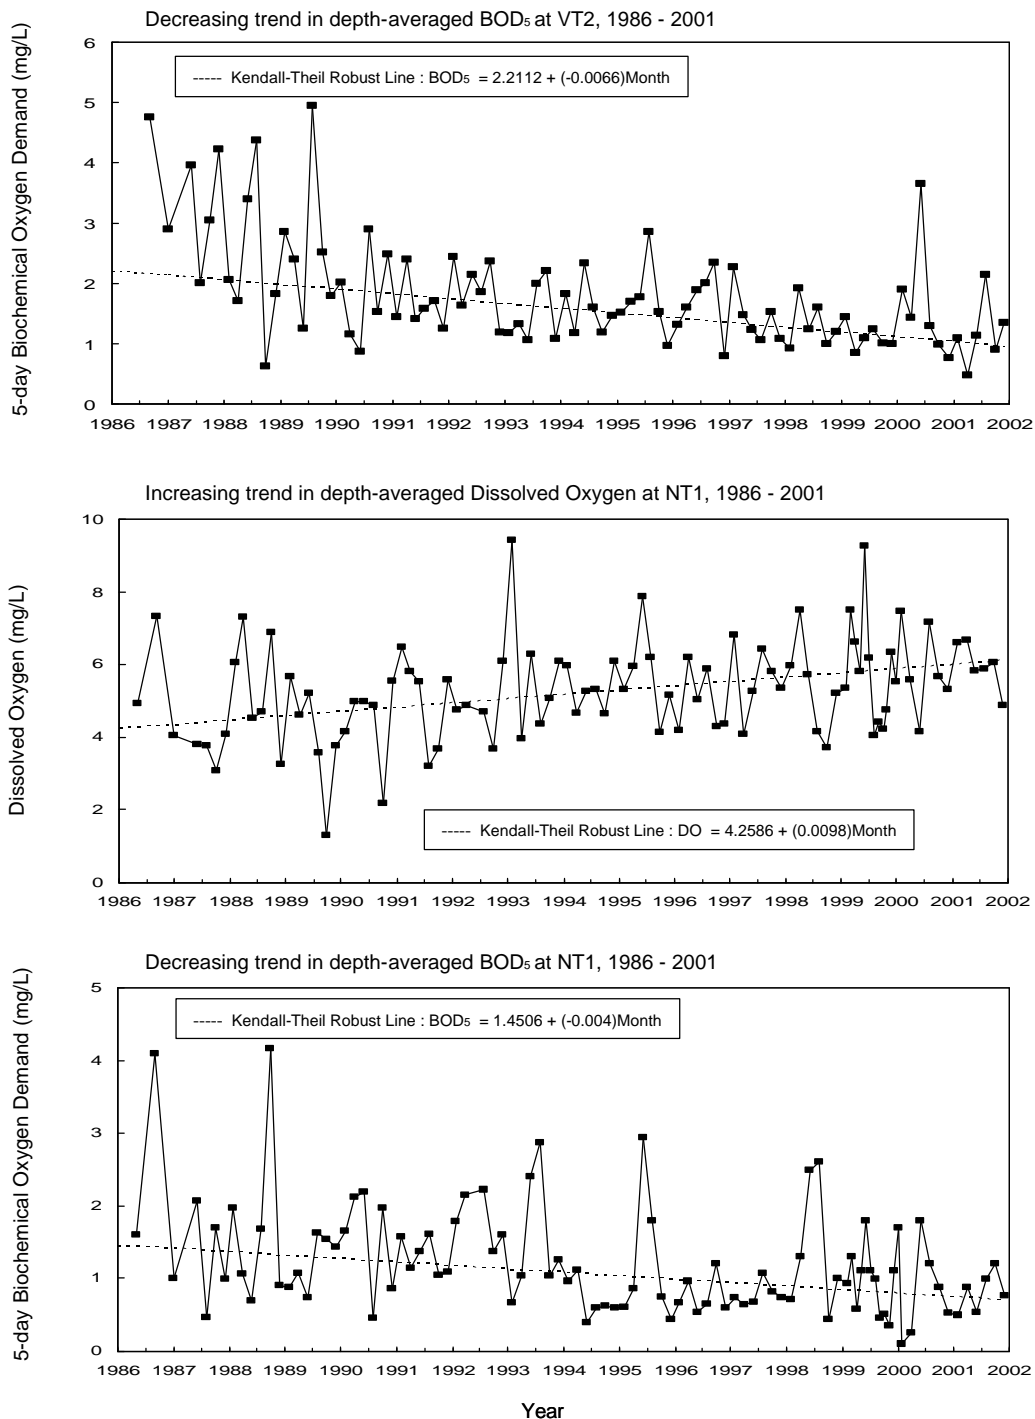 Decreasing trend in depth-averaged BOD₅ at VT2, 1986 - 2001
5-day Biochemical Oxygen Demand (mg/L)
6
5
4
3
2
1
0
----- Kendall-Theil Robust Line : BOD₅ = 2.2112 + (-0.0066)Month
1986 1987 1988 1989 1990 1991 1992 1993 1994 1995 1996 1997 1998 1999 2000 2001 2002
Increasing trend in depth-averaged Dissolved Oxygen at NT1, 1986 - 2001
Dissolved Oxygen (mg/L)
10
8
6
4
2
0
----- Kendall-Theil Robust Line : DO = 4.2586 + (0.0098)Month
1986 1987 1988 1989 1990 1991 1992 1993 1994 1995 1996 1997 1998 1999 2000 2001 2002
Decreasing trend in depth-averaged BOD₅ at NT1, 1986 - 2001
5-day Biochemical Oxygen Demand (mg/L)
5
4
3
2
1
0
----- Kendall-Theil Robust Line : BOD₅ = 1.4506 + (-0.004)Month
1986 1987 1988 1989 1990 1991 1992 1993 1994 1995 1996 1997 1998 1999 2000 2001 2002
Year